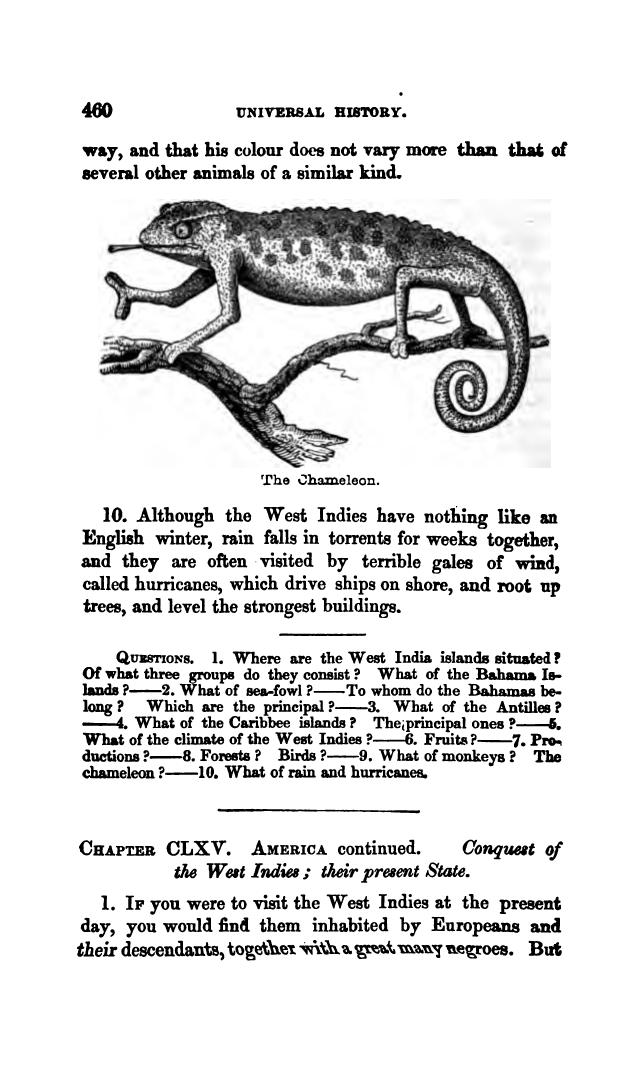 460 UNIVERSAL HISTORY.
way, and that his colour does not vary more than that of
several other animals of a similar kind.
The Chameleon.
10. Although the West Indies have nothing like an
English winter, rain falls in torrents for weeks together,
and they are often visited by terrible gales of wind,
called hurricanes, which drive ships on shore, and root up
trees, and level the strongest buildings.
QUESTIONS. 1. Where are the West India islands situated?
Of what three groups do they consist? What of the Bahama Is-
lands?——2. What of sea-fowl?——To whom do the Bahamas be-
long? Which are the principal?——3. What of the Antilles?
——4. What of the Caribbee islands? The principal ones?——5.
What of the climate of the West Indies?——6. Fruits?——7. Pro-
ductions?——8. Forests? Birds?——9. What of monkeys? The
chameleon?——10. What of rain and hurricanes.
CHAPTER CLXV. AMERICA continued. Conquest of
the West Indies; their present State.
1. IF you were to visit the West Indies at the present
day, you would find them inhabited by Europeans and
their descendants, together with a great many negroes. But